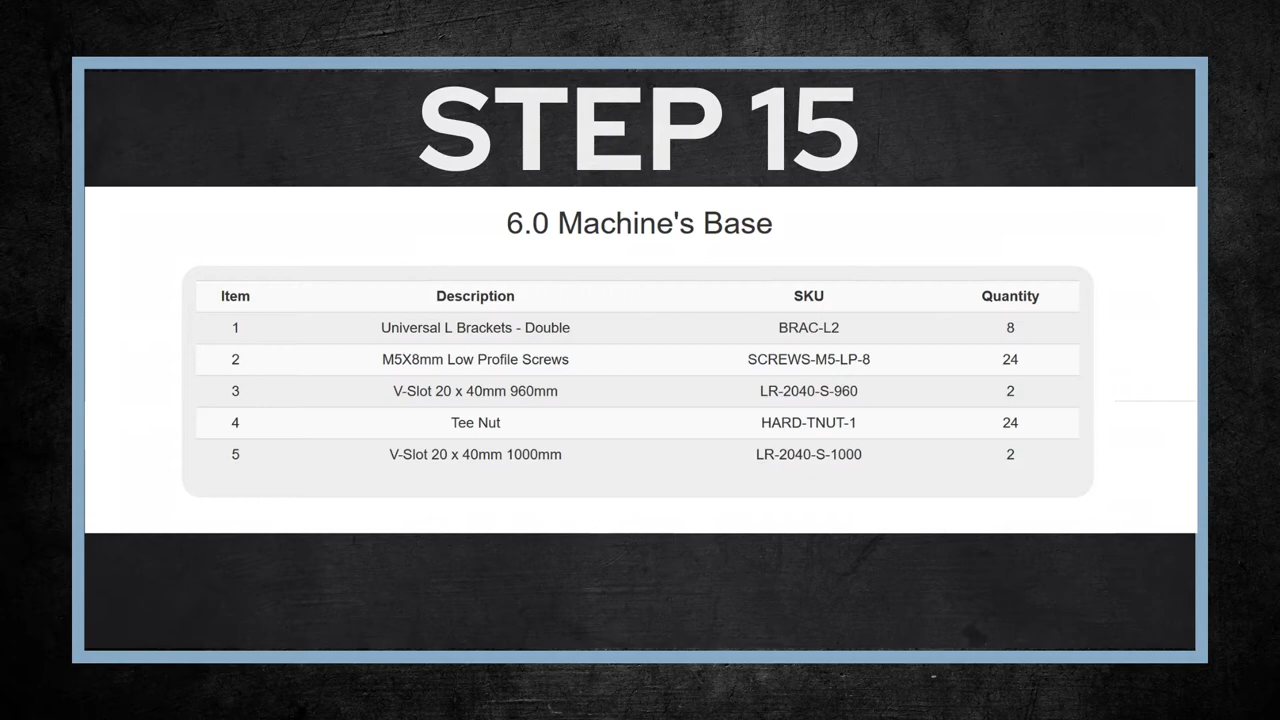 STEP 15
6.0 Machine's Base
Item Description SKU Quantity
1 Universal L Brackets - Double BRAC-L2 8
2 M5X8mm Low Profile Screws SCREWS-M5-LP-8 24
3 V-Slot 20 x 40mm 960mm LR-2040-S-960 2
4 Tee Nut HARD-TNUT-1 24
5 V-Slot 20 x 40mm 1000mm LR-2040-S-1000 2